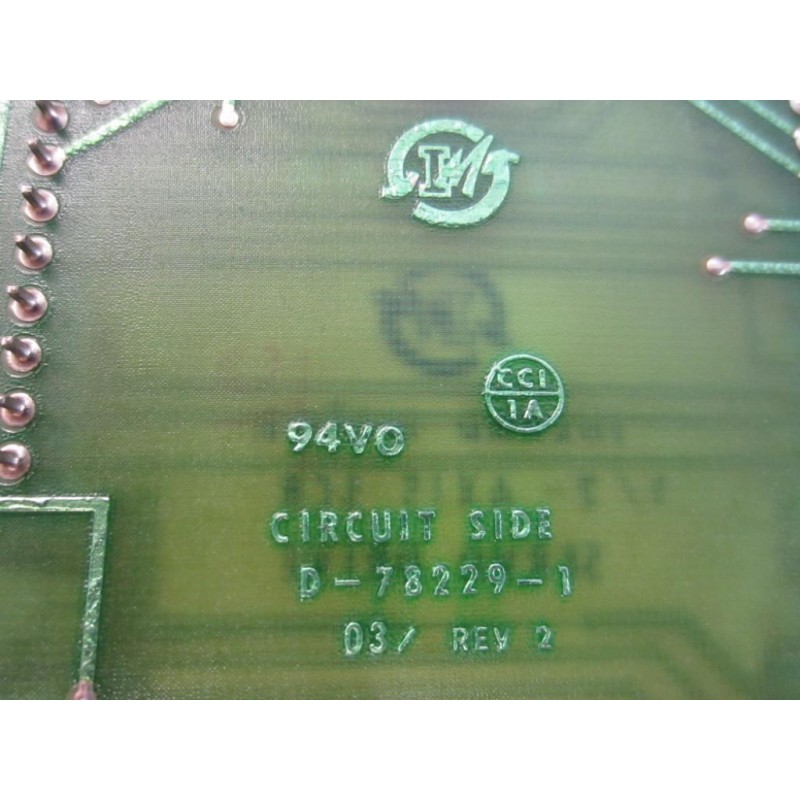 CCI
1A
94VO
CIRCUIT SIDE
D-78229-1
03/ REV 2